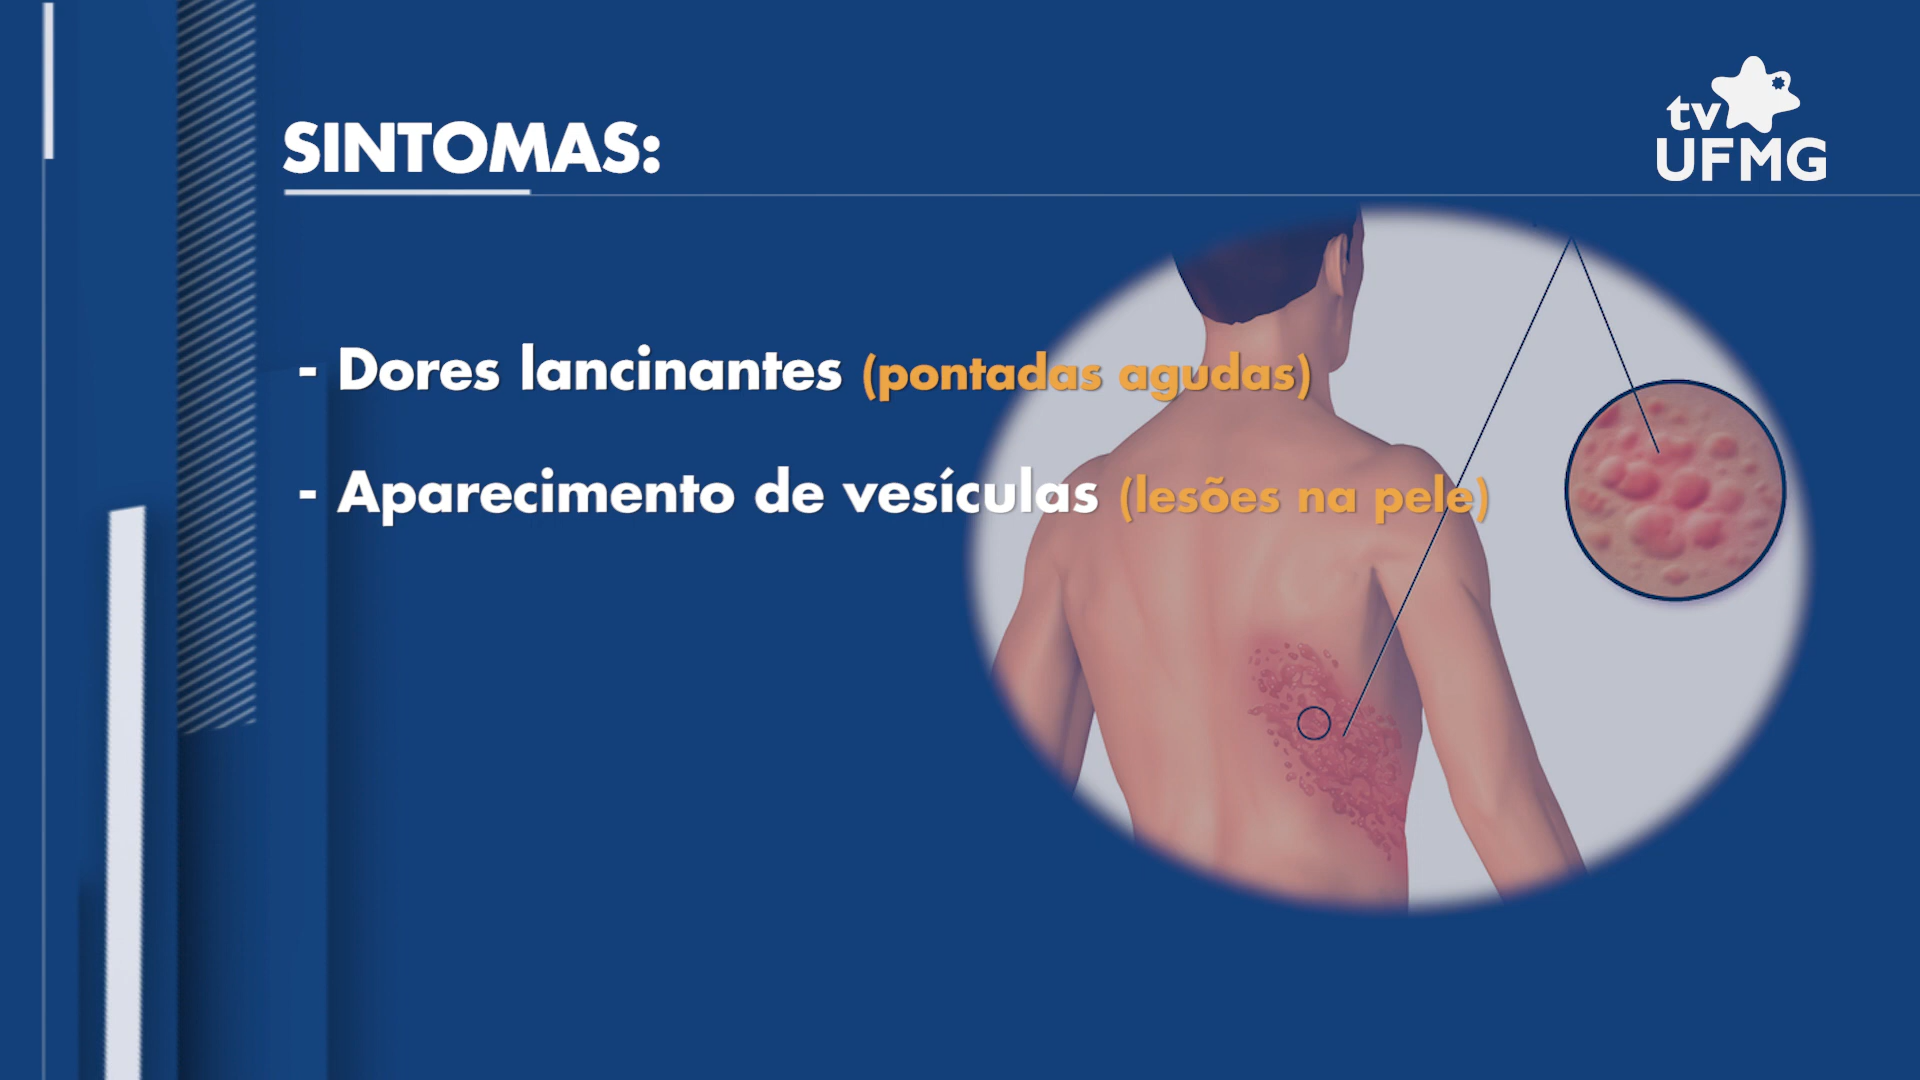 SINTOMAS:
tv
UFMG
- Dores lancinantes (pontadas agudas)
- Aparecimento de vesículas (lesões na pele)